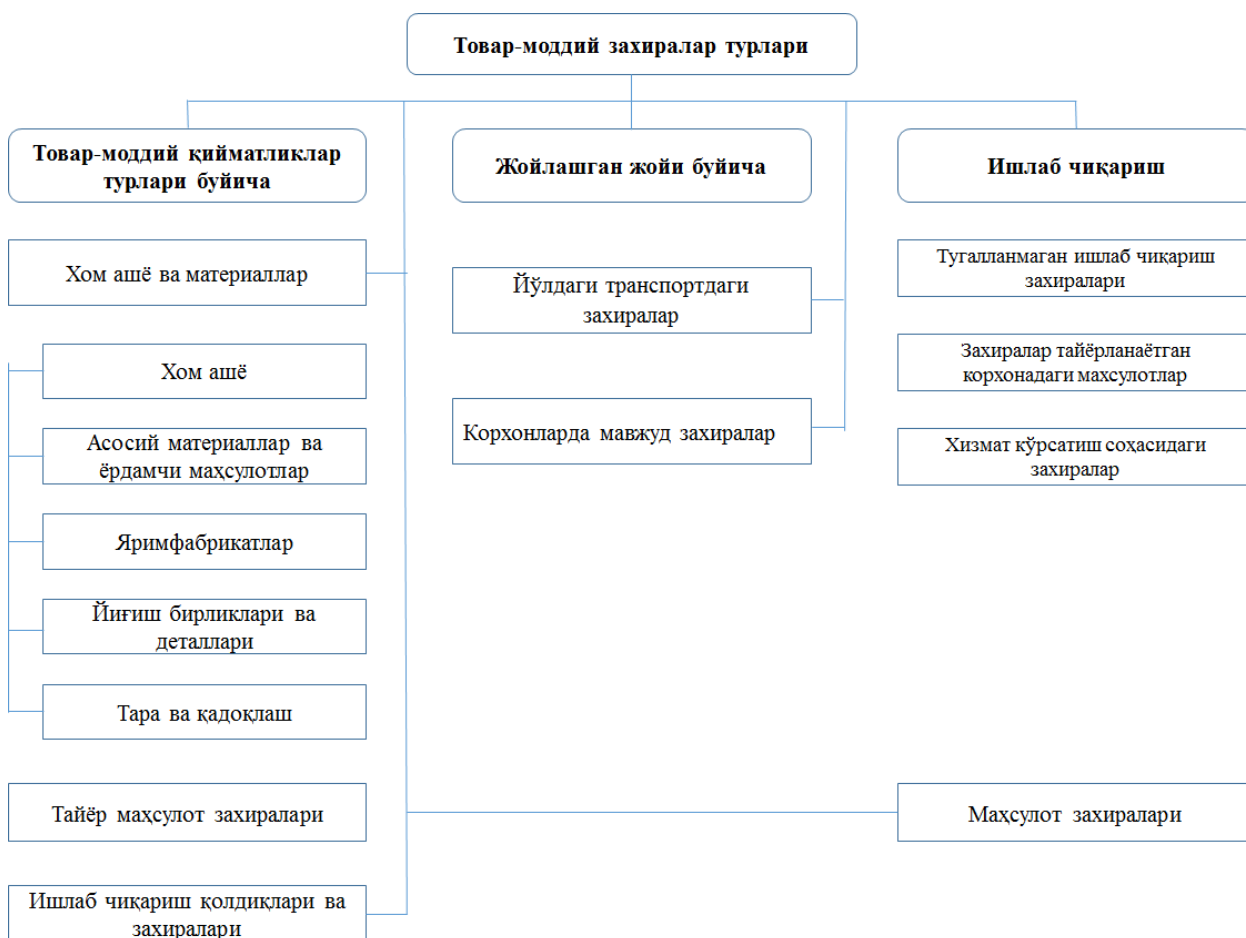 Товар-моддий захиралар турлари
Товар-моддий қийматликлар
турлари буйича
Хом ашё ва материаллар
Хом ашё
Асосий материаллар ва
ёрдамчи маҳсулотлар
Яримфабрикатлар
Йиғиш бирликлари ва
деталлари
Тара ва қадоқлаш
Тайёр маҳсулот захиралари
Ишлаб чиқариш қолдиқлари ва
захиралари
Жойлашган жойи буйича
Йўлдаги транспортдаги
захиралар
Корхонларда мавжуд захиралар
Ишлаб чиқариш
Тугалланмаган ишлаб чиқариш
захиралари
Захиралар тайёрланаётган
корхонадаги махсулотлар
Хизмат кўрсатиш соҳасидаги
захиралар
Маҳсулот захиралари